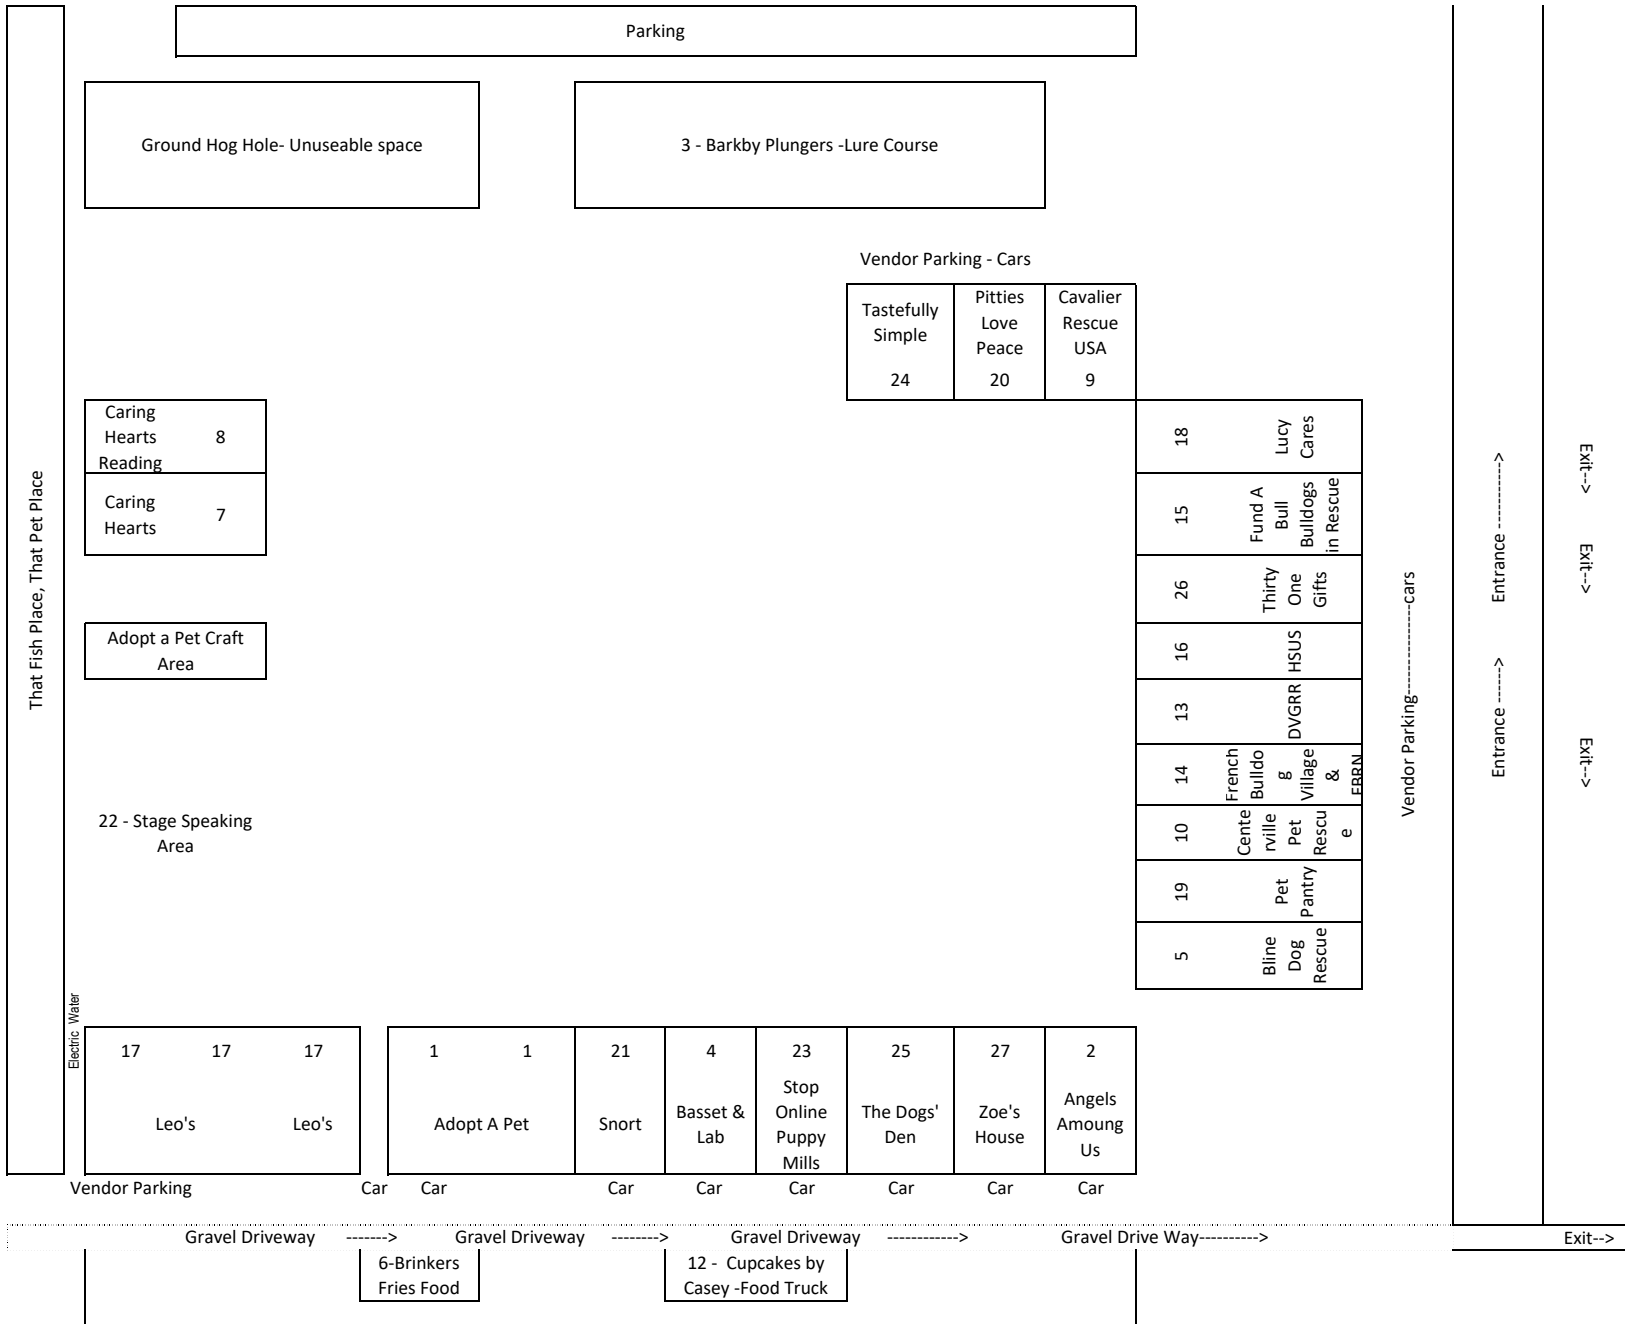 Parking
Ground Hog Hole- Unuseable space
3 - Barkby Plungers -Lure Course
Vendor Parking - Cars
Tastefully
Simple
24
Pitties
Love
Peace
20
Cavalier
Rescue
USA
9
Caring
Hearts
Reading
8
Caring
Hearts
7
Adopt a Pet Craft
Area
22 - Stage Speaking
Area
That Fish Place, That Pet Place
18
Lucy
Cares
15
Fund A
Bull
Bulldogs
in Rescue
26
Thirty
One
Gifts
16
HSUS
13
DVGRR
14
French
Bulldo
g
Village
&
FBRN
10
Cente
rville
Pet
Rescu
e
19
Pet
Pantry
5
Bline
Dog
Rescue
Vendor Parking---------------cars
Entrance ------------>
Entrance ------->
Exit-->
Exit-->
Exit-->
Electric Water
17 17 17
Leo's Leo's
1 1
Adopt A Pet
21
Snort
4
Basset &
Lab
23
Stop
Online
Puppy
Mills
25
The Dogs'
Den
27
Zoe's
House
2
Angels
Amoung
Us
Vendor Parking Car Car Car Car Car Car Car Car
Gravel Driveway -------> Gravel Driveway --------> Gravel Driveway ------------> Gravel Drive Way----------> Exit-->
6-Brinkers
Fries Food
12 - Cupcakes by
Casey -Food Truck